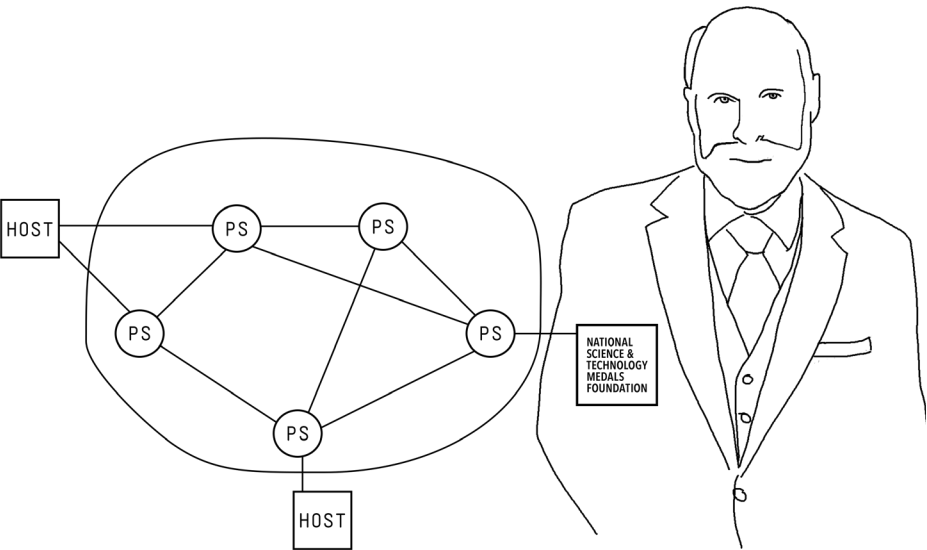 HOST
PS
PS
PS
PS
NATIONAL
SCIENCE &
TECHNOLOGY
MEDALS
FOUNDATION
PS
HOST